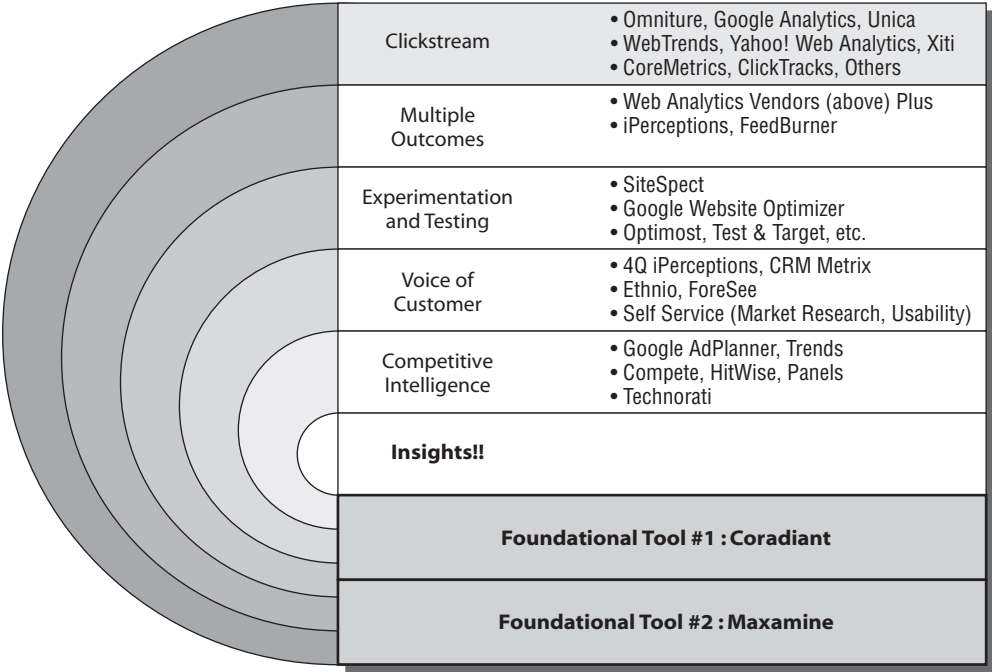 Clickstream
• Omniture, Google Analytics, Unica
• WebTrends, Yahoo! Web Analytics, Xiti
• CoreMetrics, ClickTracks, Others
Multiple
Outcomes
• Web Analytics Vendors (above) Plus
• iPerceptions, FeedBurner
Experimentation
and Testing
• SiteSpect
• Google Website Optimizer
• Optimost, Test & Target, etc.
Voice of
Customer
• 4Q iPerceptions, CRM Metrix
• Ethnio, ForeSee
• Self Service (Market Research, Usability)
Competitive
Intelligence
• Google AdPlanner, Trends
• Compete, HitWise, Panels
• Technorati
Insights!!
Foundational Tool #1 : Coradiant
Foundational Tool #2 : Maxamine